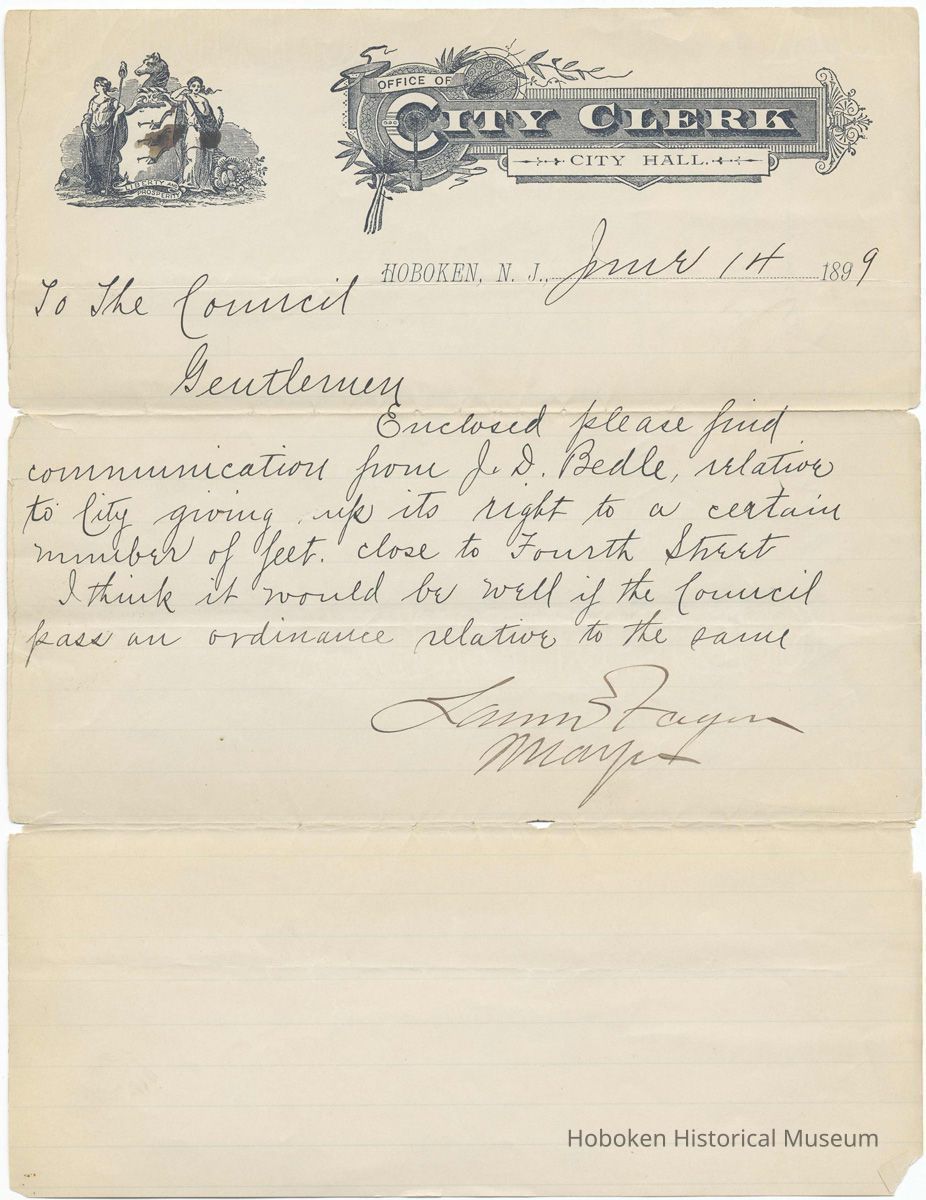 OFFICE OF
CITY CLERK
CITY HALL.
LIBERTY AND
PROSPERITY
HOBOKEN, N. J., June 14 1899
To The Council
Gentlemen
Enclosed please find
communication from J. D. Bedle, relative
to City giving up its right to a certain
number of feet. close to Fourth Street
I think it would be well if the Council
pass an ordinance relative to the same
Lawrence Fagan
Mayor
Hoboken Historical Museum